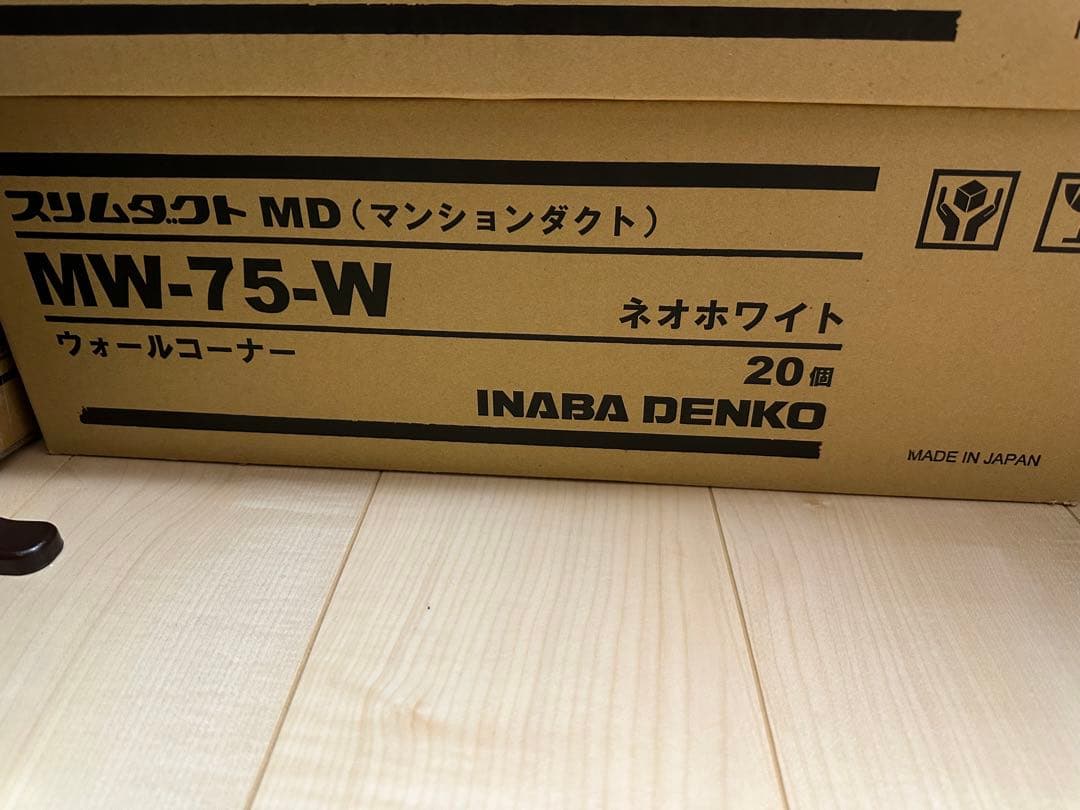 スリムダクト MD(マンションダクト)
MW-75-W ネオホワイト
ウォールコーナー 20個
INABA DENKO
MADE IN JAPAN